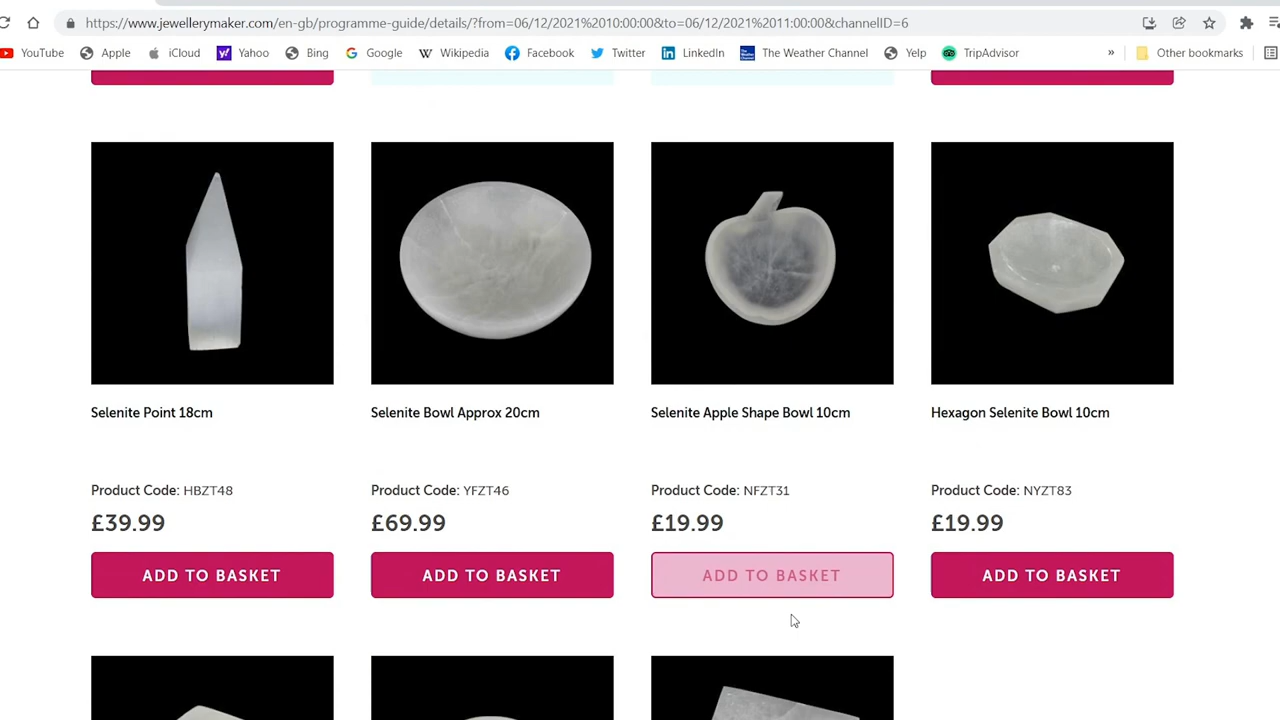 https://www.jewellerymaker.com/en-gb/programme-guide/details/?from=06/12/2021%2010:00:00&to=06/12/2021%2011:00:00&channelID=6
YouTube Apple iCloud Yahoo Bing Google Wikipedia Facebook Twitter LinkedIn The Weather Channel Yelp TripAdvisor » Other bookmarks
Selenite Point 18cm
Selenite Bowl Approx 20cm
Selenite Apple Shape Bowl 10cm
Hexagon Selenite Bowl 10cm
Product Code: HBZT48
Product Code: YFZT46
Product Code: NFZT31
Product Code: NYZT83
£39.99
£69.99
£19.99
£19.99
ADD TO BASKET
ADD TO BASKET
ADD TO BASKET
ADD TO BASKET